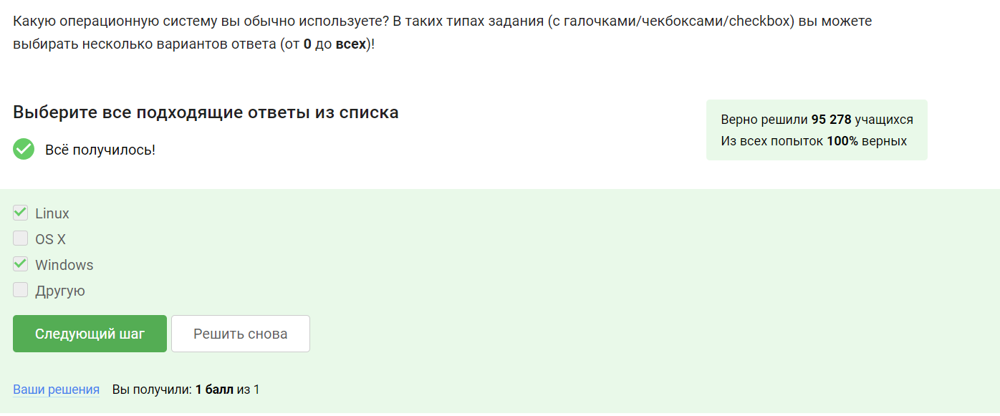 Какую операционную систему вы обычно используете? В таких типах задания (с галочками/чекбоксами/checkbox) вы можете
выбирать несколько вариантов ответа (от 0 до всех)!
Выберите все подходящие ответы из списка
Верно решили 95 278 учащихся
Из всех попыток 100% верных
Всё получилось!
Linux
OS X
Windows
Другую
Следующий шаг
Решить снова
Ваши решения Вы получили: 1 балл из 1